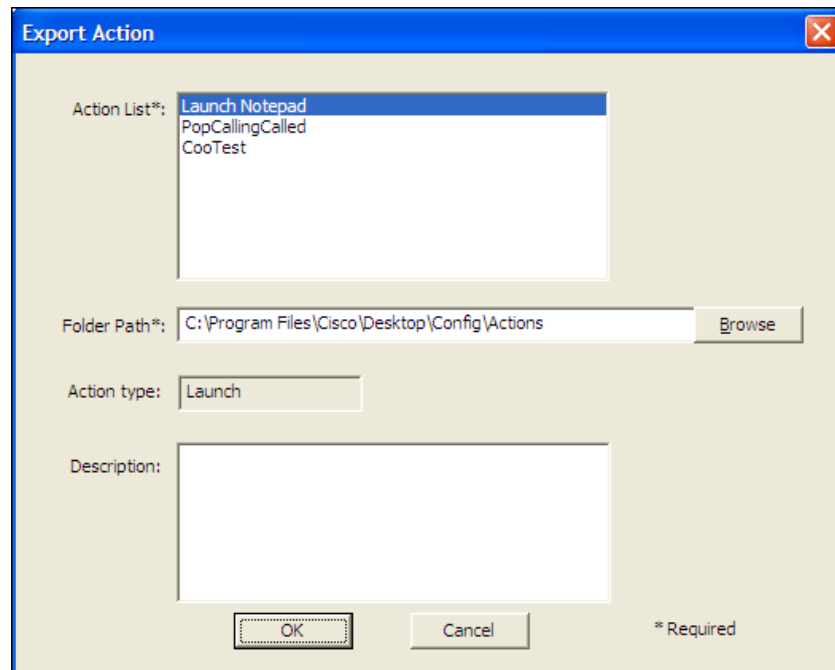 Export Action
Action List*:
Launch Notepad
PopCallingCalled
CooTest
Folder Path*:
C:\Program Files\Cisco\Desktop\Config\Actions
Browse
Action type:
Launch
Description:
OK
Cancel
* Required